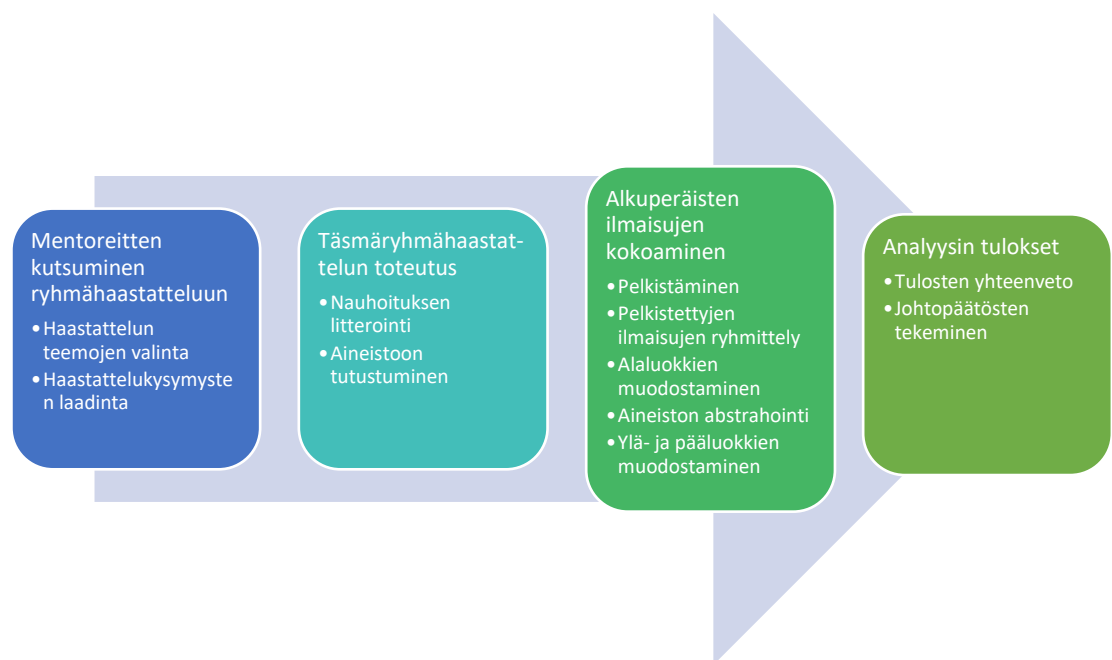 Mentoreitten
kutsuminen
ryhmähaastatteluun
•Haastattelun
teemojen valinta
•Haastattelukysymyste
n laadinta
Täsmäryhmähaastat-
telun toteutus
•Nauhoituksen
litterointi
•Aineistoon
tutustuminen
Alkuperäisten
ilmaisujen
kokoaminen
•Pelkistäminen
•Pelkistettyjen
ilmaisujen ryhmittely
•Alaluokkien
muodostaminen
•Aineiston abstrahointi
•Ylä- ja pääluokkien
muodostaminen
Analyysin tulokset
•Tulosten yhteenveto
•Johtopäätösten
tekeminen